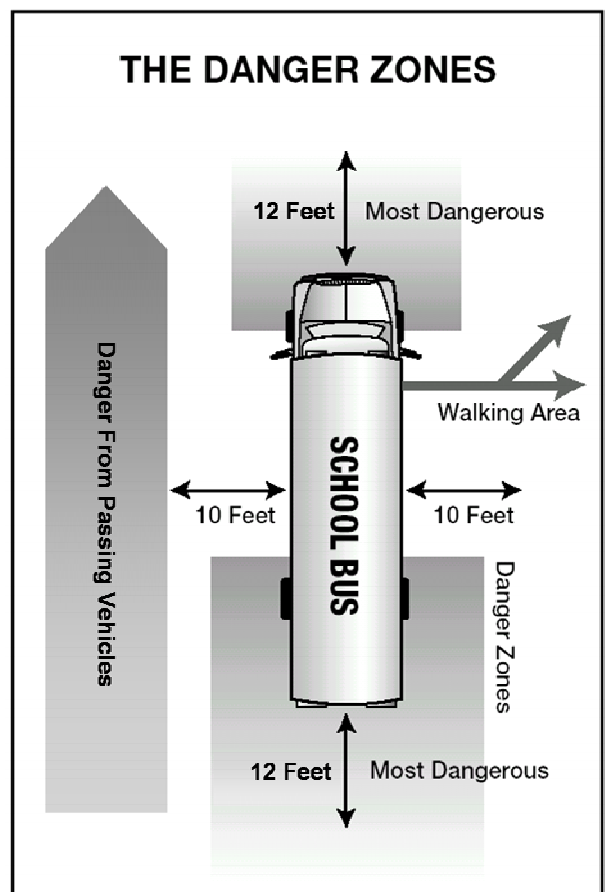 THE DANGER ZONES
12 Feet
Most Dangerous
Danger From Passing Vehicles
Walking Area
SCHOOL BUS
10 Feet
10 Feet
Danger Zones
12 Feet
Most Dangerous